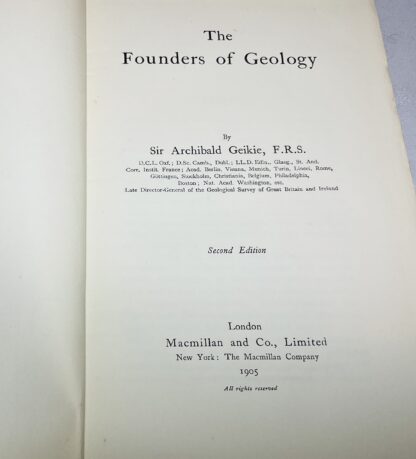 The
Founders of Geology
By
Sir Archibald Geikie, F.R.S.
D.C.L. Oxf.; D.Sc. Camb., Dubl.; LL.D. Edin., Glasg., St. And.
Corr. Instit. France; Acad. Berlin, Vienna, Munich, Turin, Lincei, Rome,
Göttingen, Stockholm, Christiania, Belgium, Philadelphia,
Boston; Nat. Acad. Washington, etc.
Late Director-General of the Geological Survey of Great Britain and Ireland
Second Edition
London
Macmillan and Co., Limited
New York: The Macmillan Company
1905
All rights reserved